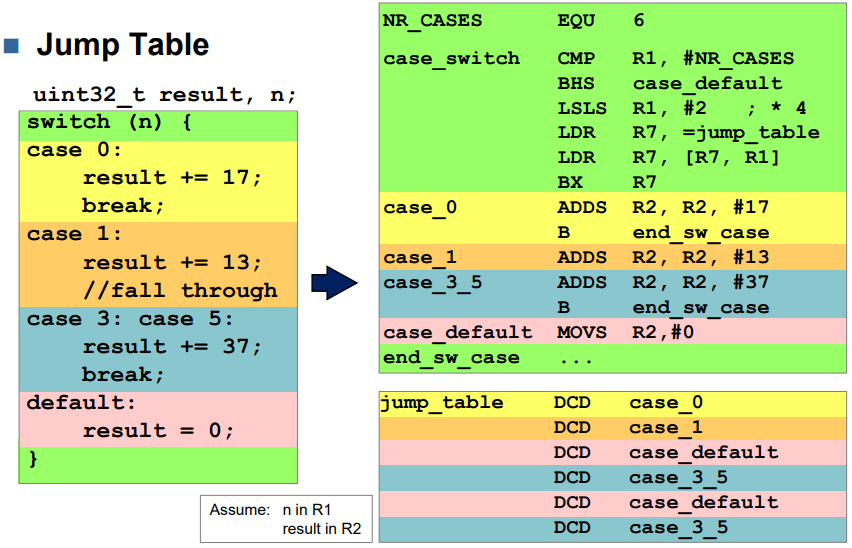 Jump Table
uint32_t result, n;
switch (n) {
case 0:
    result += 17;
    break;
case 1:
    result += 13;
    //fall through
case 3: case 5:
    result += 37;
    break;
default:
    result = 0;
}
Assume: n in R1
result in R2
NR_CASES EQU 6
case_switch CMP R1, #NR_CASES
BHS case_default
LSLS R1, #2 ; * 4
LDR R7, =jump_table
LDR R7, [R7, R1]
BX R7
case_0 ADDS R2, R2, #17
B end_sw_case
case_1 ADDS R2, R2, #13
case_3_5 ADDS R2, R2, #37
B end_sw_case
case_default MOVS R2,#0
end_sw_case ...
jump_table DCD case_0
DCD case_1
DCD case_default
DCD case_3_5
DCD case_default
DCD case_3_5